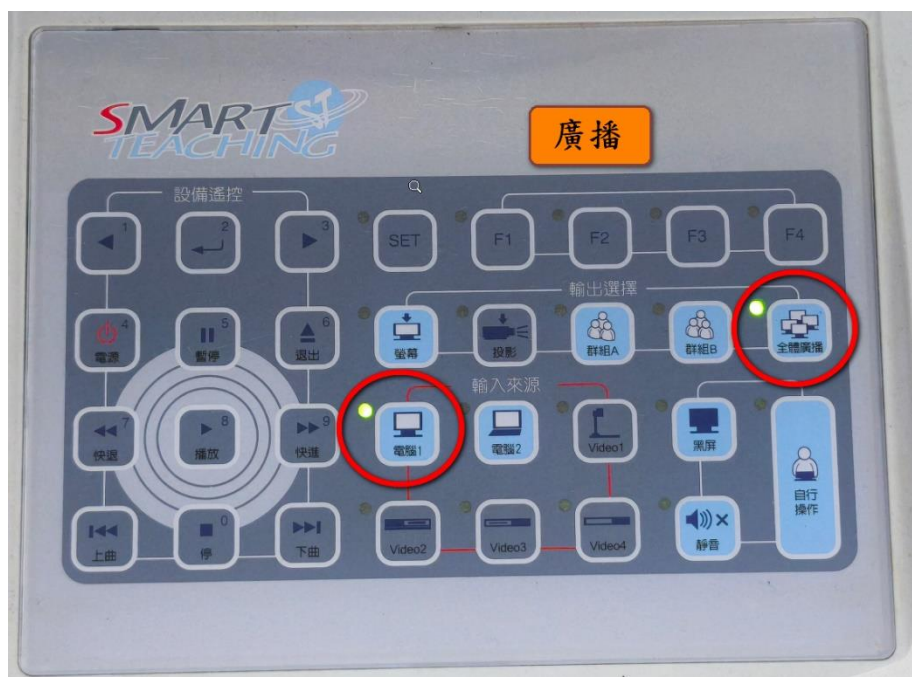 SMART ST
TEACHING
廣播
設備遙控
1 2 3
SET F1 F2 F3 F4
輸出選擇
4 電源 5 暫停 6 退出
螢幕 投影 群組A 群組B 全體廣播
輸入來源
7 快退 8 播放 9 快進
電腦1 電腦2 Video1 黑屏
自行
操作
上曲 0 停 下曲
Video2 Video3 Video4 靜音